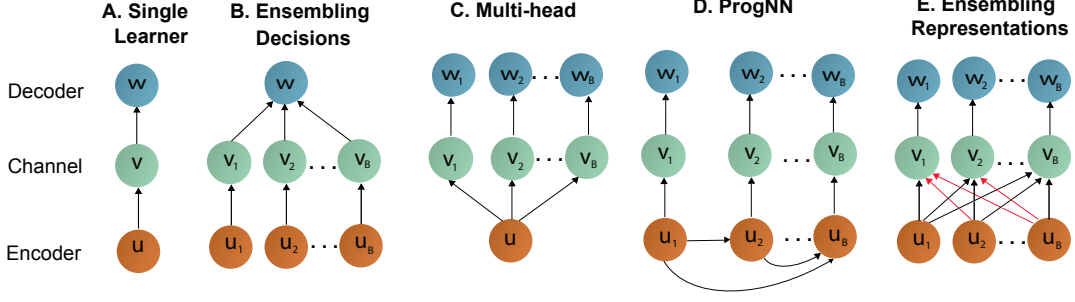 A. Single Learner
B. Ensembling Decisions
C. Multi-head
D. ProgNN
E. Ensembling Representations
Decoder
w
w
w1 w2 ... wB
w1 w2 ... wB
w1 w2 ... wB
Channel
v
v1 v2 ... vB
v1 v2 ... vB
v1 v2 ... vB
v1 v2 ... vB
Encoder
u
u1 u2 ... uB
u
u1 u2 ... uB
u1 u2 ... uB